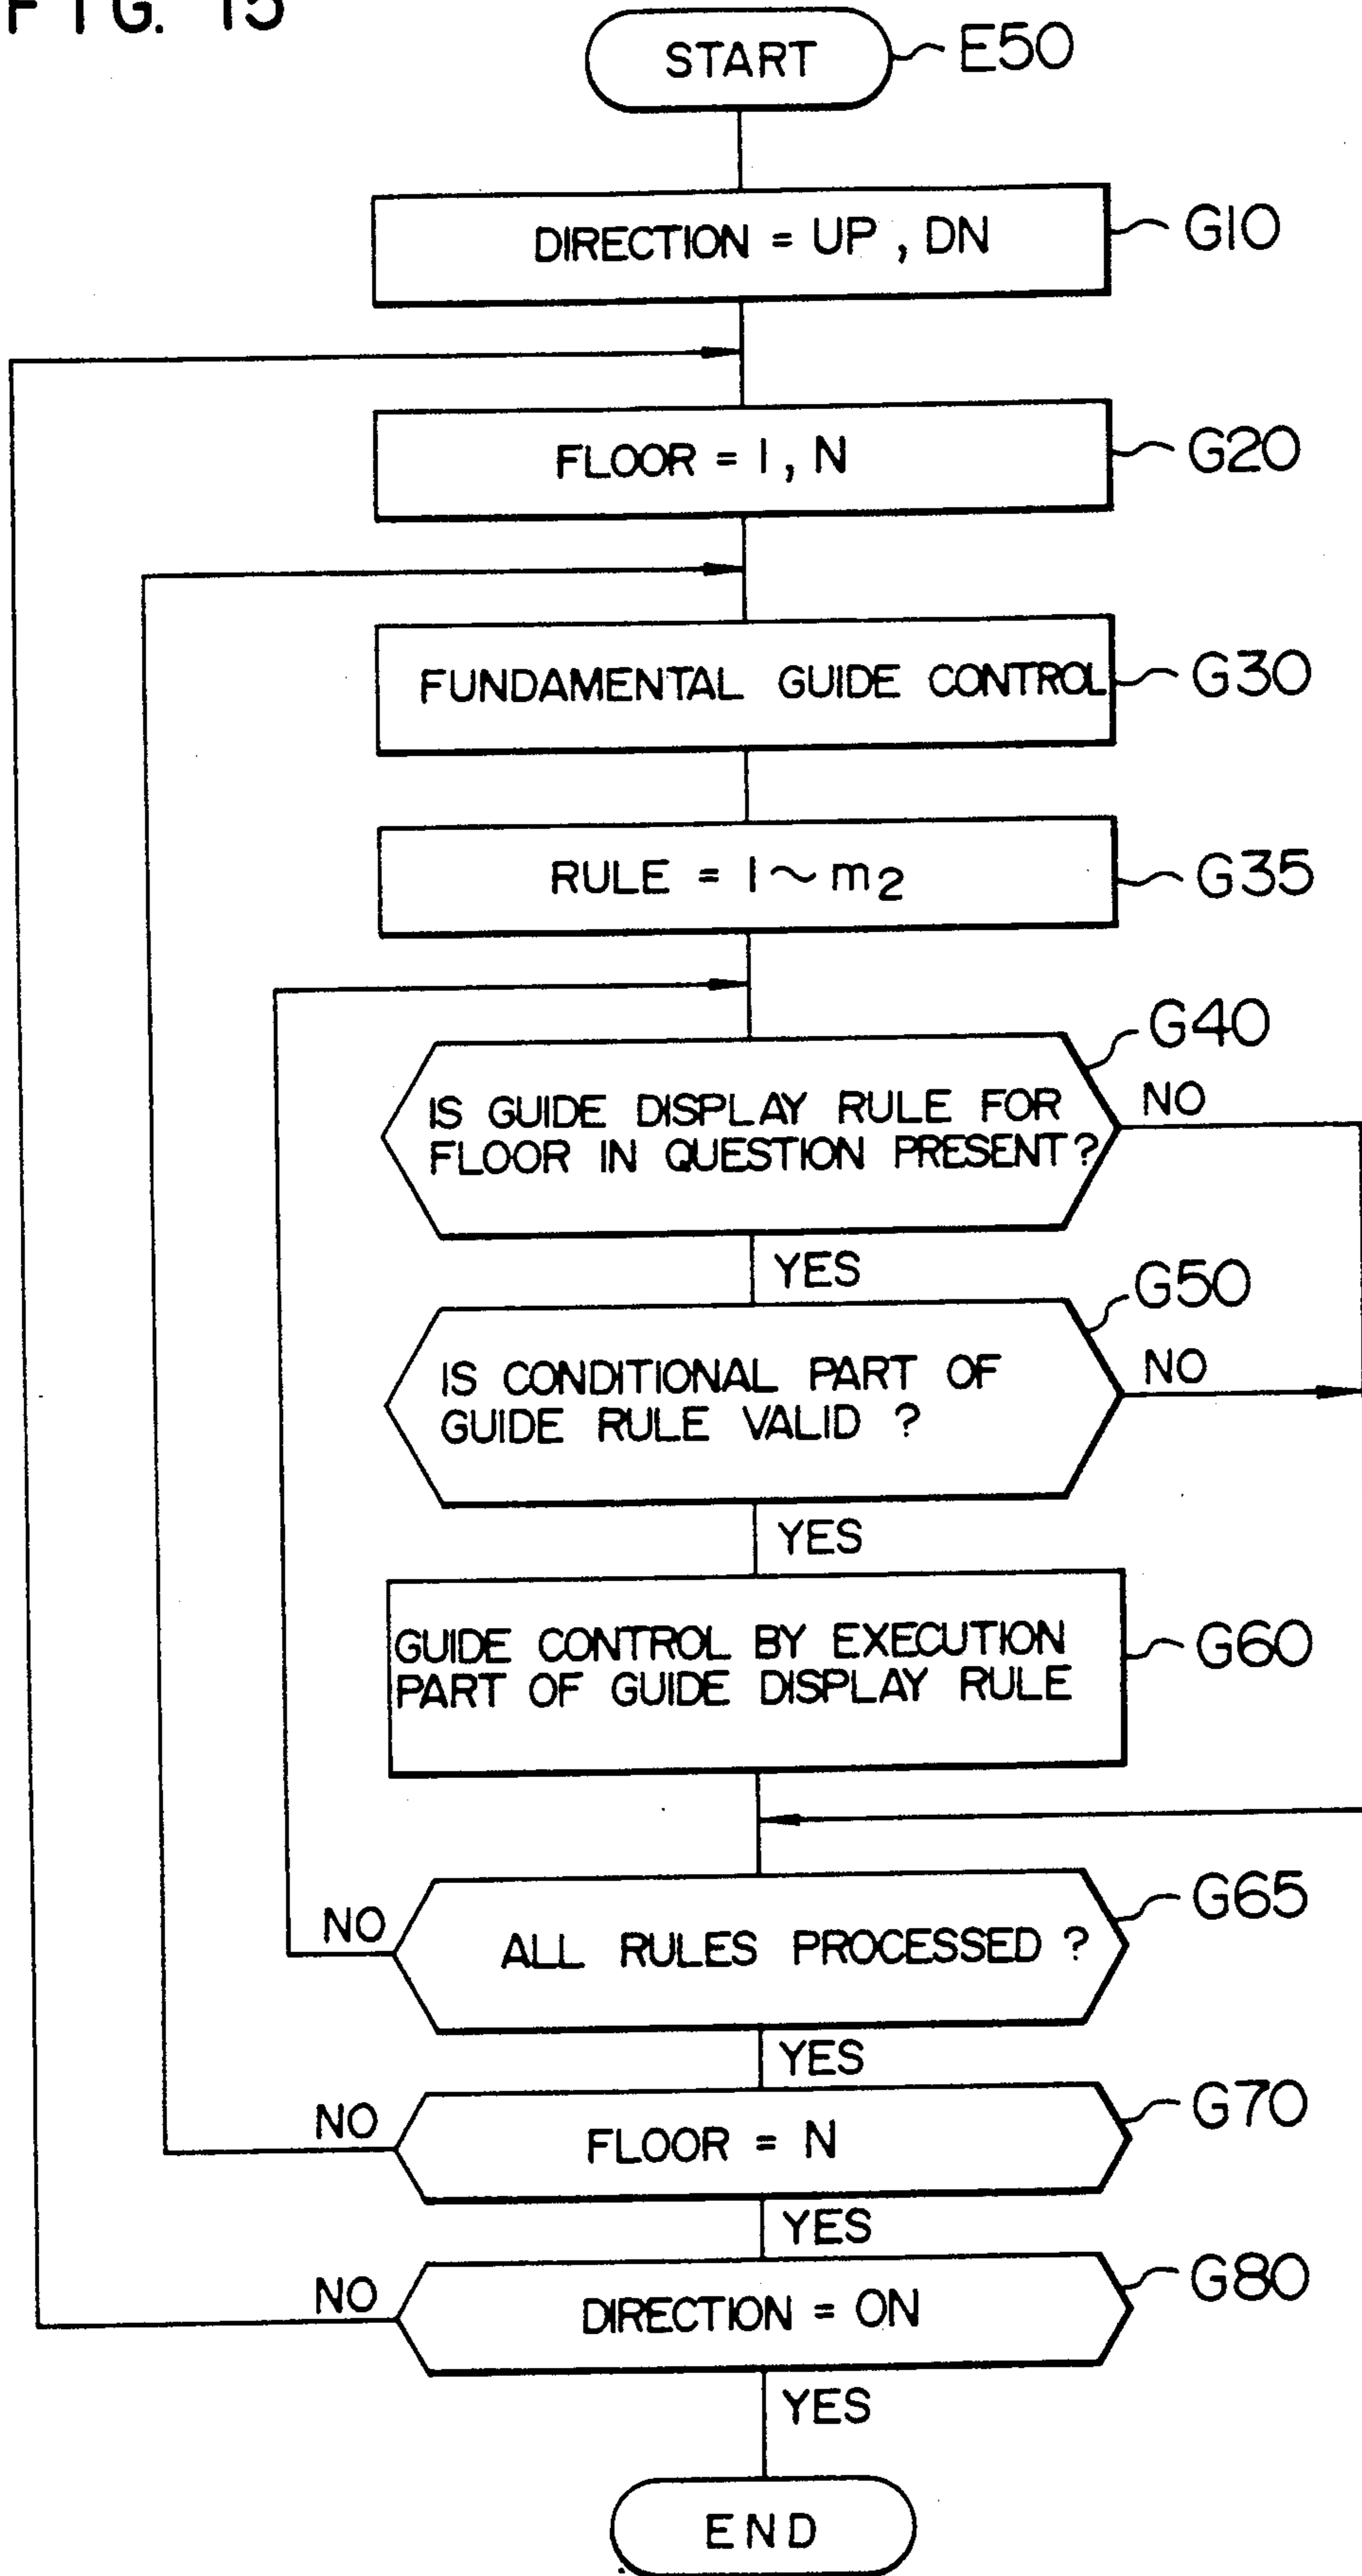 FIG. 15
START
E50
DIRECTION = UP, DN
G10
FLOOR = 1, N
G20
FUNDAMENTAL GUIDE CONTROL
G30
RULE = 1 ~ m2
G35
G40
IS GUIDE DISPLAY RULE FOR
FLOOR IN QUESTION PRESENT?
NO
YES
G50
IS CONDITIONAL PART OF
GUIDE RULE VALID ?
NO
YES
GUIDE CONTROL BY EXECUTION
PART OF GUIDE DISPLAY RULE
G60
G65
NO
ALL RULES PROCESSED ?
YES
G70
NO
FLOOR = N
YES
G80
NO
DIRECTION = ON
YES
END